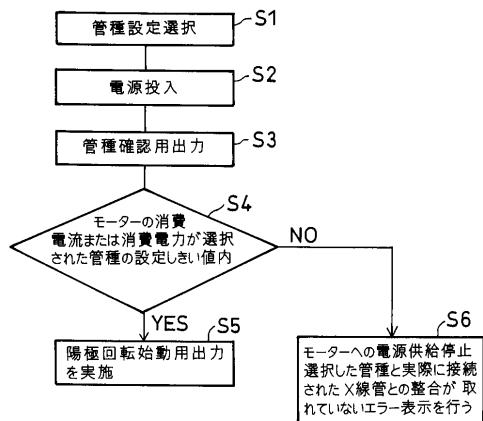 管種設定選択
S1
電源投入
S2
管種確認用出力
S3
モーターの消費
電流または消費電力が選択
された管種の設定しきい値内
S4
NO
YES
陽極回転始動用出力
を実施
S5
S6
モーターへの電源供給停止
選択した管種と実際に接続
されたX線管との整合が取
れていないエラー表示を行う